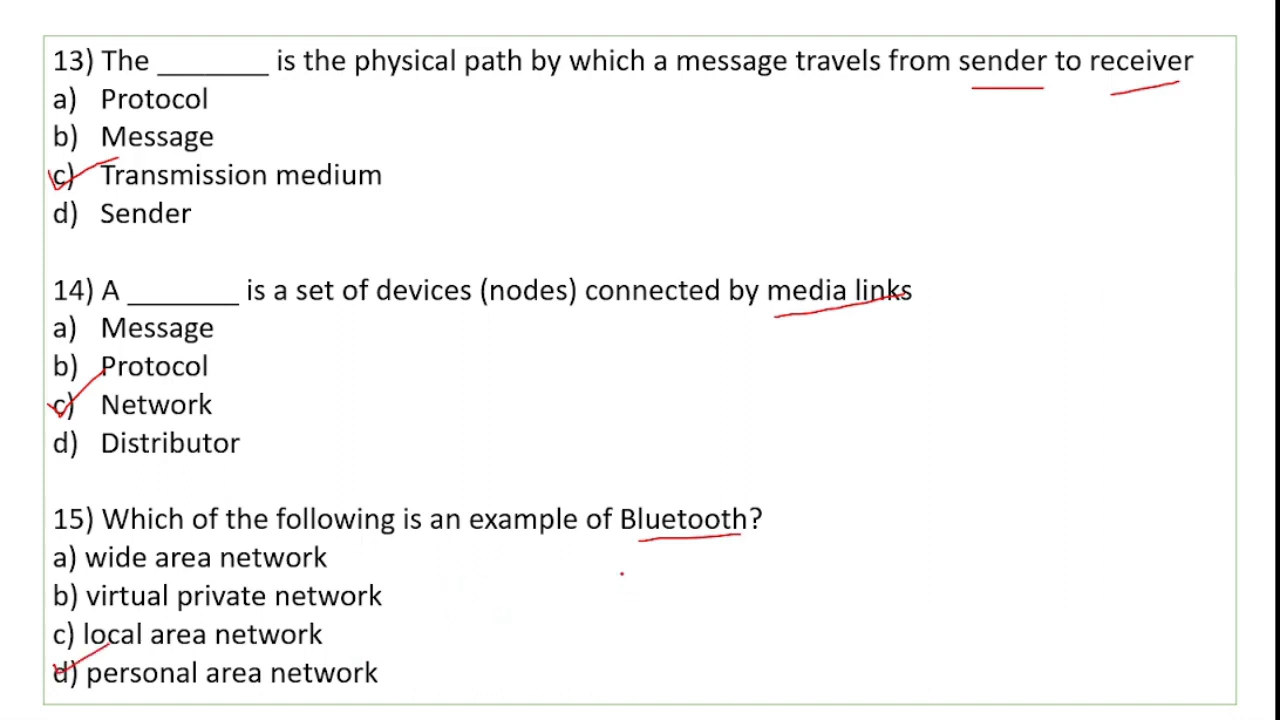 13) The _______ is the physical path by which a message travels from sender to receiver
a) Protocol
b) Message
c) Transmission medium
d) Sender
14) A _______ is a set of devices (nodes) connected by media links
a) Message
b) Protocol
c) Network
d) Distributor
15) Which of the following is an example of Bluetooth?
a) wide area network
b) virtual private network
c) local area network
d) personal area network